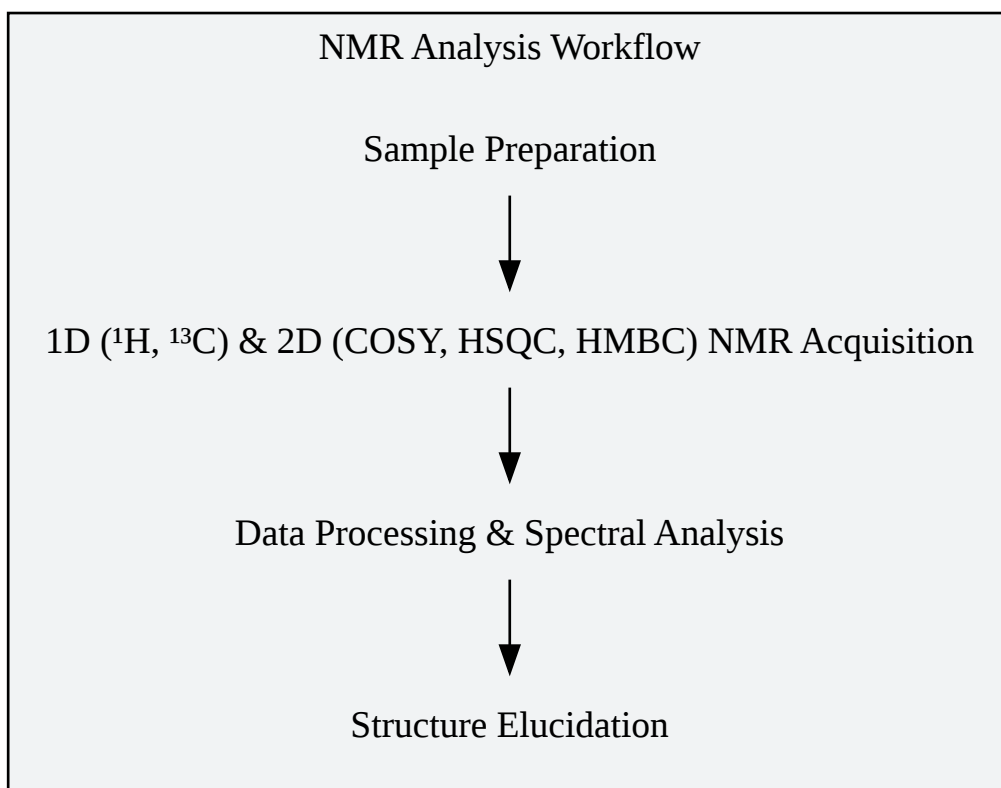 NMR Analysis Workflow
Sample Preparation
1D (¹H, ¹³C) & 2D (COSY, HSQC, HMBC) NMR Acquisition
Data Processing & Spectral Analysis
Structure Elucidation